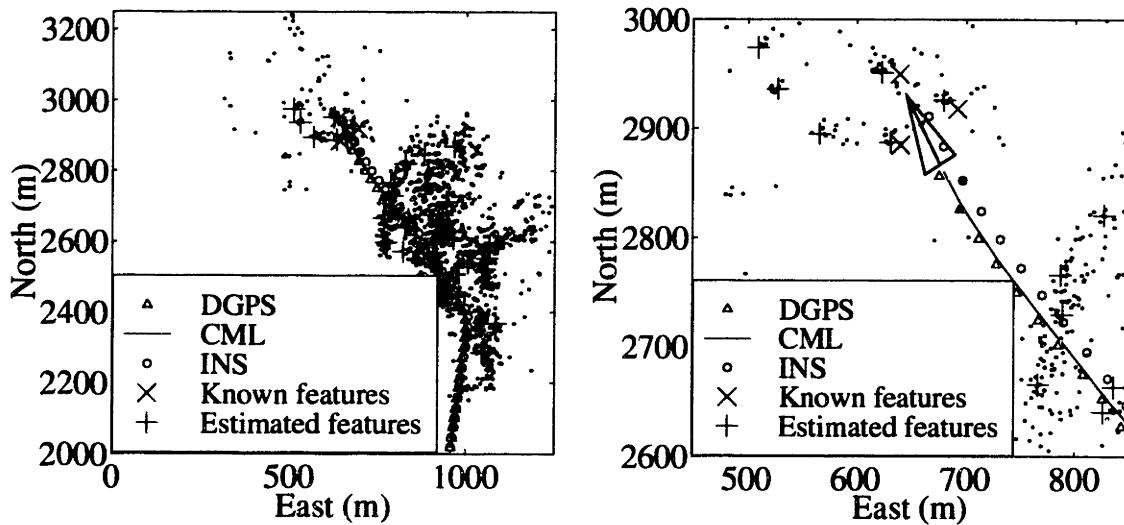 3200
3000
2800
2600
2400
2200
2000
North (m)
0
500
1000
East (m)
DGPS
CML
INS
Known features
Estimated features
3000
2900
2800
2700
2600
North (m)
500
600
700
800
East (m)
DGPS
CML
INS
Known features
Estimated features